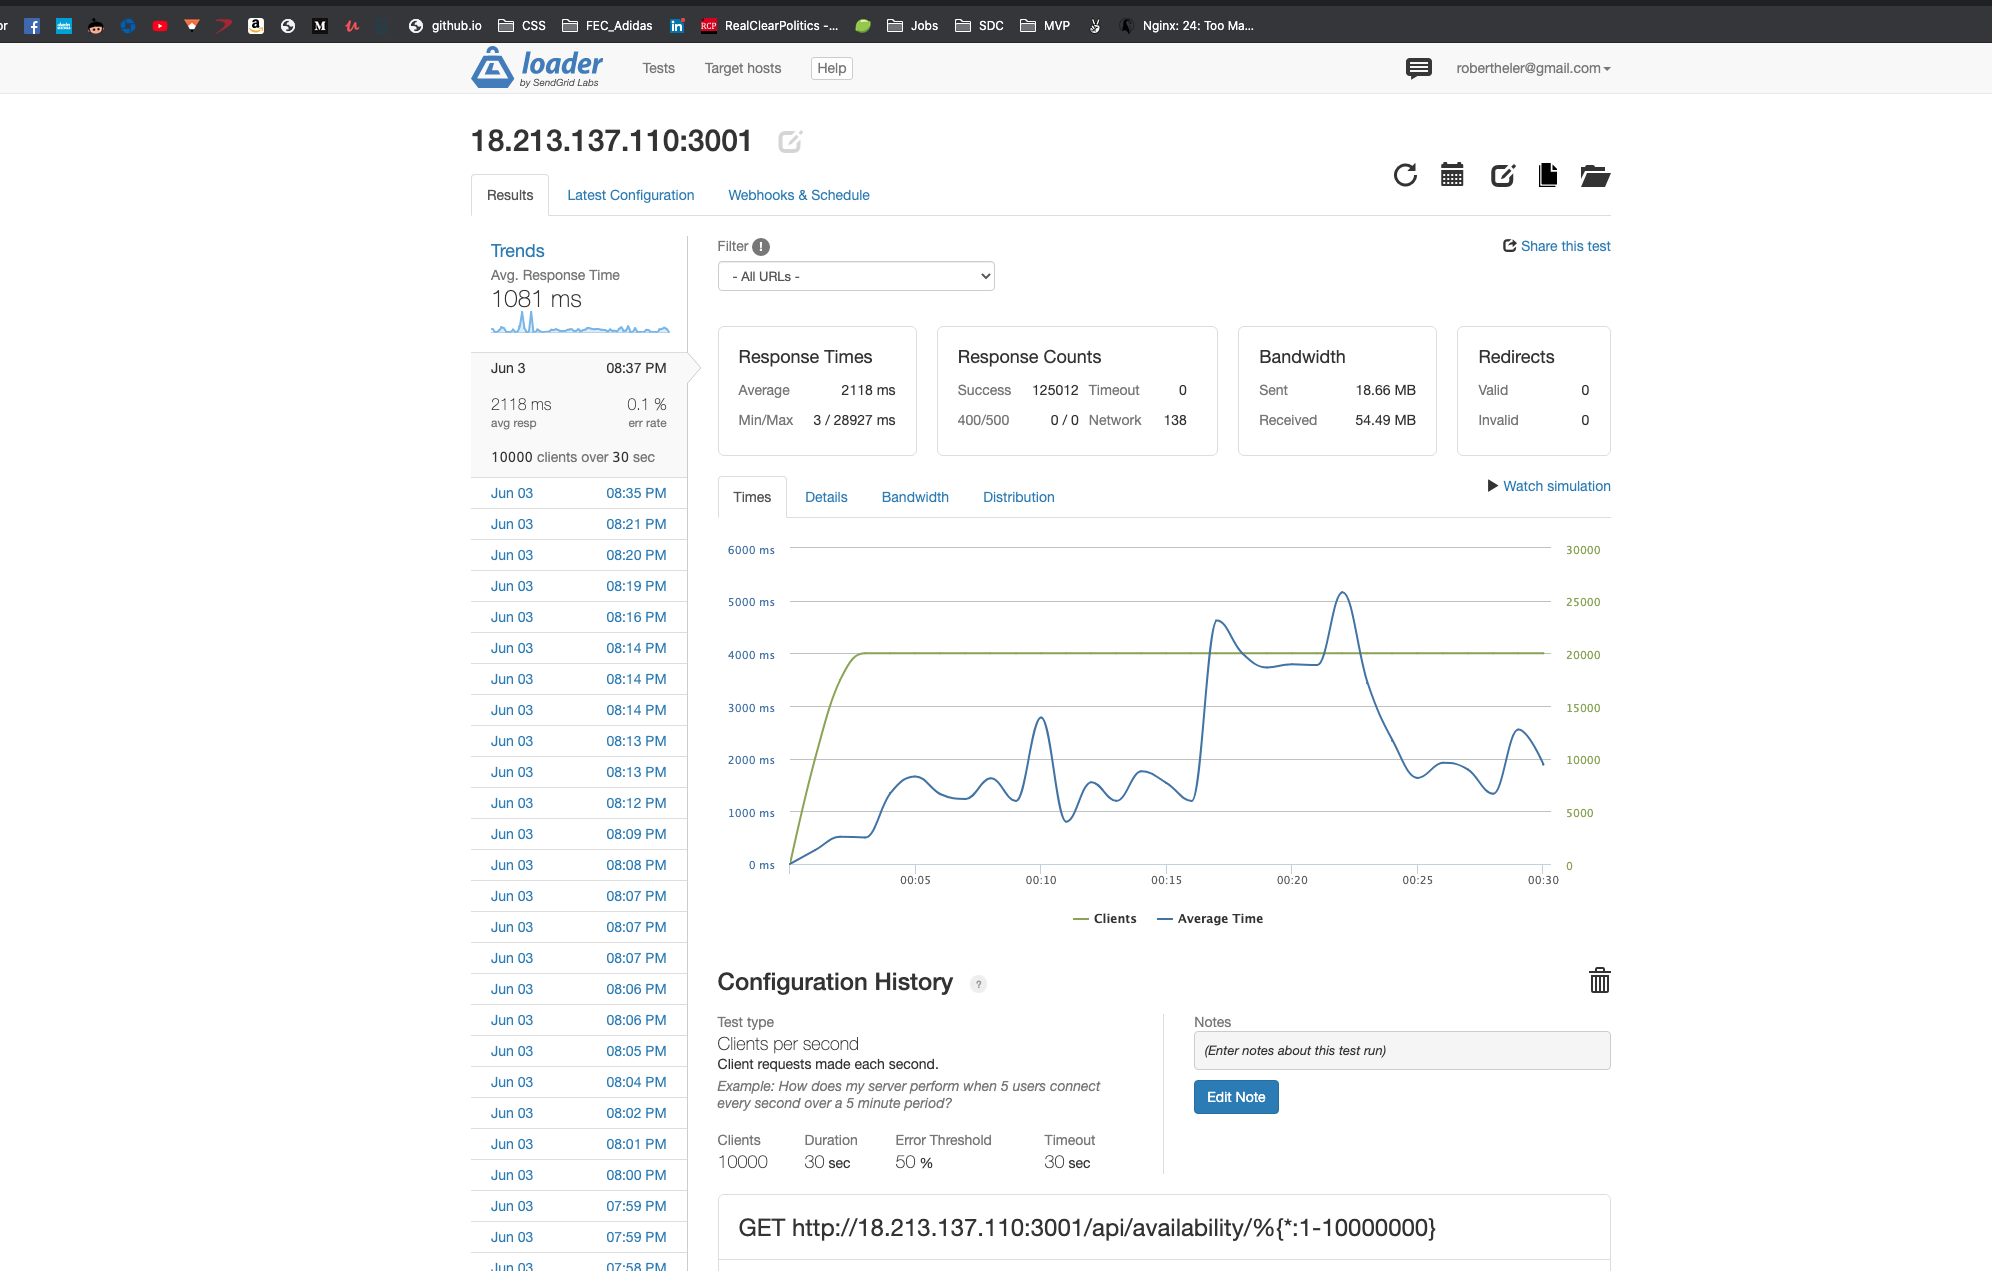 or github.io CSS FEC_Adidas RealClearPolitics -... Jobs SDC MVP Nginx: 24: Too Ma...
loader
by SendGrid Labs
Tests Target hosts Help robertheler@gmail.com
18.213.137.110:3001
Results Latest Configuration Webhooks & Schedule
Trends
Avg. Response Time
1081 ms
Jun 3 08:37 PM
2118 ms 0.1 %
avg resp err rate
10000 clients over 30 sec
Jun 03 08:35 PM
Jun 03 08:21 PM
Jun 03 08:20 PM
Jun 03 08:19 PM
Jun 03 08:16 PM
Jun 03 08:14 PM
Jun 03 08:14 PM
Jun 03 08:14 PM
Jun 03 08:13 PM
Jun 03 08:13 PM
Jun 03 08:12 PM
Jun 03 08:09 PM
Jun 03 08:08 PM
Jun 03 08:07 PM
Jun 03 08:07 PM
Jun 03 08:07 PM
Jun 03 08:06 PM
Jun 03 08:06 PM
Jun 03 08:05 PM
Jun 03 08:04 PM
Jun 03 08:02 PM
Jun 03 08:01 PM
Jun 03 08:00 PM
Jun 03 07:59 PM
Jun 03 07:59 PM
Jun 03 07:58 PM
Filter !
Share this test
- All URLs -
Response Times
Average 2118 ms
Min/Max 3 / 28927 ms
Response Counts
Success 125012 Timeout 0
400/500 0 / 0 Network 138
Bandwidth
Sent 18.66 MB
Received 54.49 MB
Redirects
Valid 0
Invalid 0
Times Details Bandwidth Distribution
Watch simulation
6000 ms 30000
5000 ms 25000
4000 ms 20000
3000 ms 15000
2000 ms 10000
1000 ms 5000
0 ms 0
00:05 00:10 00:15 00:20 00:25 00:30
Clients Average Time
Configuration History ?
Test type
Clients per second
Client requests made each second.
Example: How does my server perform when 5 users connect
every second over a 5 minute period?
Clients Duration Error Threshold Timeout
10000 30 sec 50 % 30 sec
Notes
(Enter notes about this test run)
Edit Note
GET http://18.213.137.110:3001/api/availability/%{*:1-10000000}